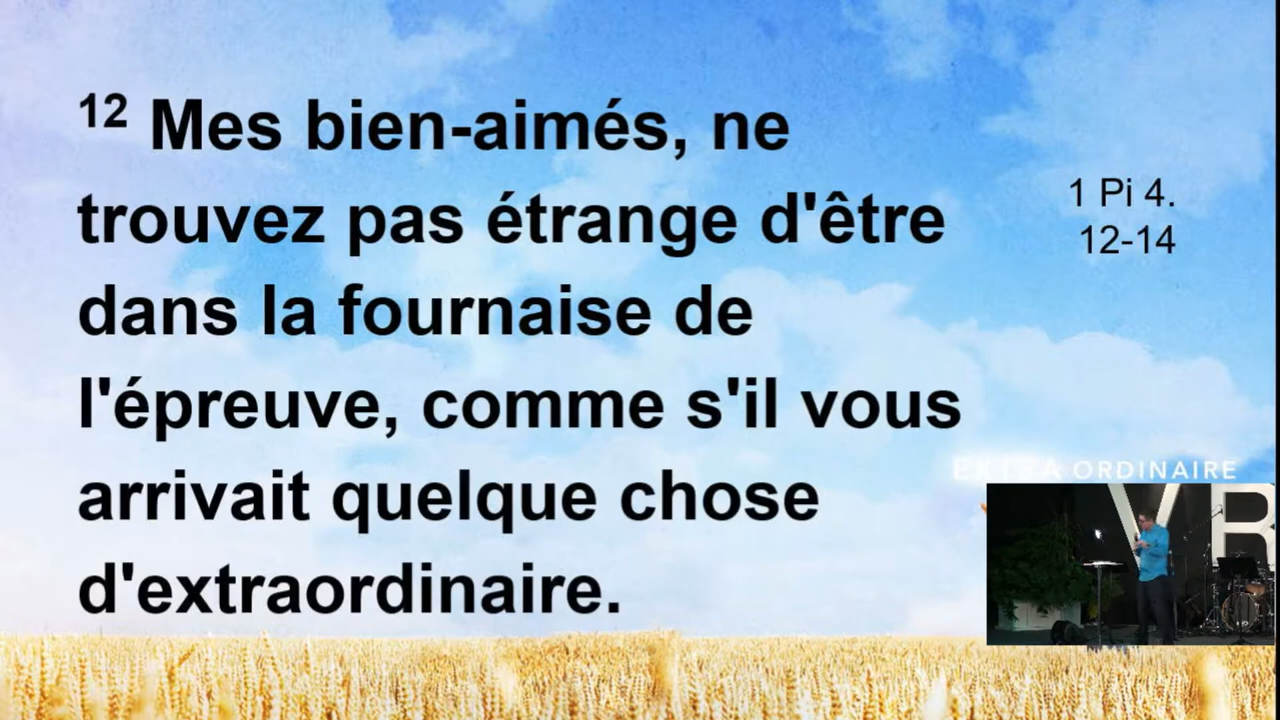 12 Mes bien-aimés, ne
trouvez pas étrange d'être
dans la fournaise de
l'épreuve, comme s'il vous
arrivait quelque chose
d'extraordinaire.
1 Pi 4.
12-14
EXTRA ORDINAIRE